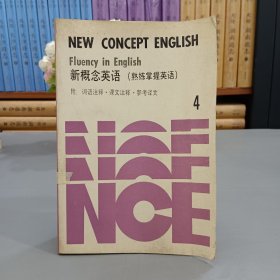 NEW CONCEPT ENGLISH
Fluency in English
新概念英语（熟练掌握英语）
附：词语注释·课文注释·参考译文
4
NCE
NCE
NCE